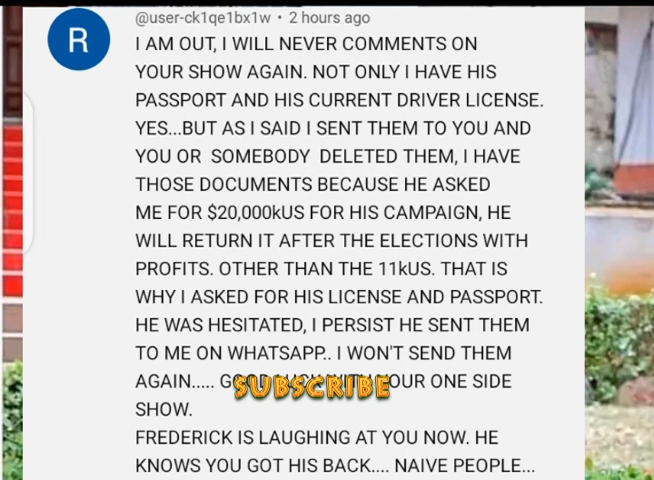 R
@user-ck1qe1bx1w • 2 hours ago
I AM OUT, I WILL NEVER COMMENTS ON
YOUR SHOW AGAIN. NOT ONLY I HAVE HIS
PASSPORT AND HIS CURRENT DRIVER LICENSE.
YES...BUT AS I SAID I SENT THEM TO YOU AND
YOU OR SOMEBODY DELETED THEM, I HAVE
THOSE DOCUMENTS BECAUSE HE ASKED
ME FOR $20,000kUS FOR HIS CAMPAIGN, HE
WILL RETURN IT AFTER THE ELECTIONS WITH
PROFITS. OTHER THAN THE 11kUS. THAT IS
WHY I ASKED FOR HIS LICENSE AND PASSPORT.
HE WAS HESITATED, I PERSIST HE SENT THEM
TO ME ON WHATSAPP.. I WON'T SEND THEM
AGAIN..... YOUR ONE SIDE
SUBSCRIBE
SHOW.
FREDERICK IS LAUGHING AT YOU NOW. HE
KNOWS YOU GOT HIS BACK.... NAIVE PEOPLE...